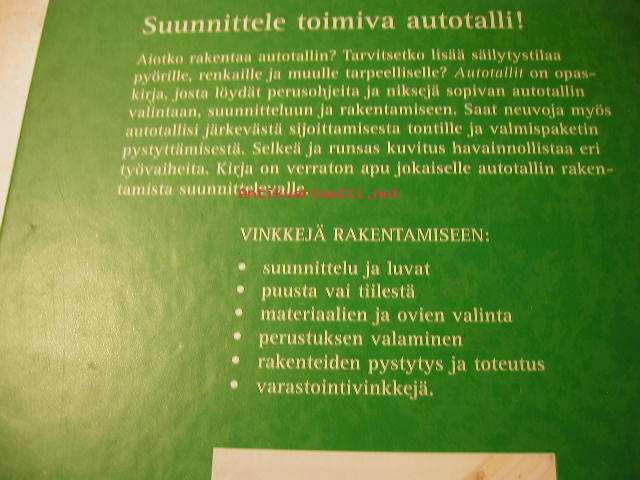 Suunnittele toimiva autotalli!
Aiotko rakentaa autotallin? Tarvitsetko lisää säilytystilaa
pyörille, renkaille ja muulle tarpeelliselle? Autotallit on opas-
kirja, josta löydät perusohjeita ja niksejä sopivan autotallin
valintaan, suunnitteluun ja rakentamiseen. Saat neuvoja myös
autotallisi järkevästä sijoittamisesta tontille ja valmispaketin
pystyttämisestä. Selkeä ja runsas kuvitus havainnollistaa eri
työvaiheita. Kirja on verraton apu jokaiselle autotallin raken-
tamista suunnittelevalle.
VINKKEJÄ RAKENTAMISEEN:
• suunnittelu ja luvat
• puusta vai tiilestä
• materiaalien ja ovien valinta
• perustuksen valaminen
• rakenteiden pystytys ja toteutus
• varastointivinkkejä.